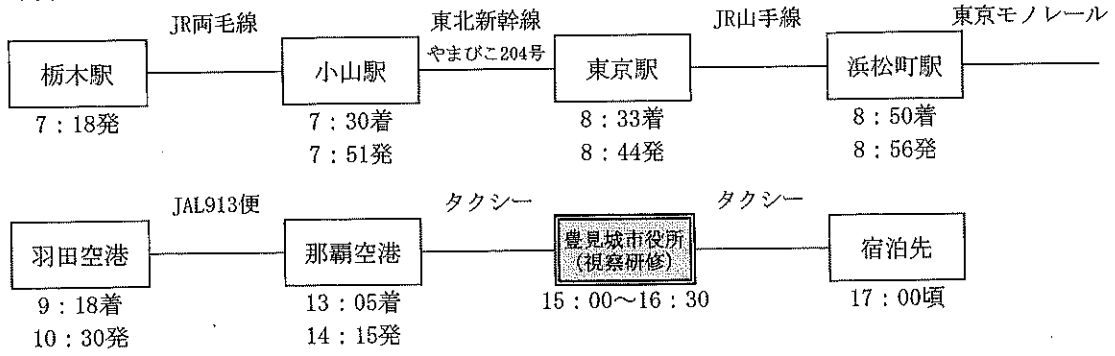 JR両毛線 東北新幹線 JR山手線 東京モノレール
やまびこ204号
栃木駅 小山駅 東京駅 浜松町駅
7：18発 7：30着 8：33着 8：50着
7：51発 8：44発 8：56発
JAL913便 タクシー タクシー
羽田空港 那覇空港 豊見城市役所 宿泊先
(視察研修)
9：18着 13：05着 15：00～16：30 17：00頃
10：30発 14：15発